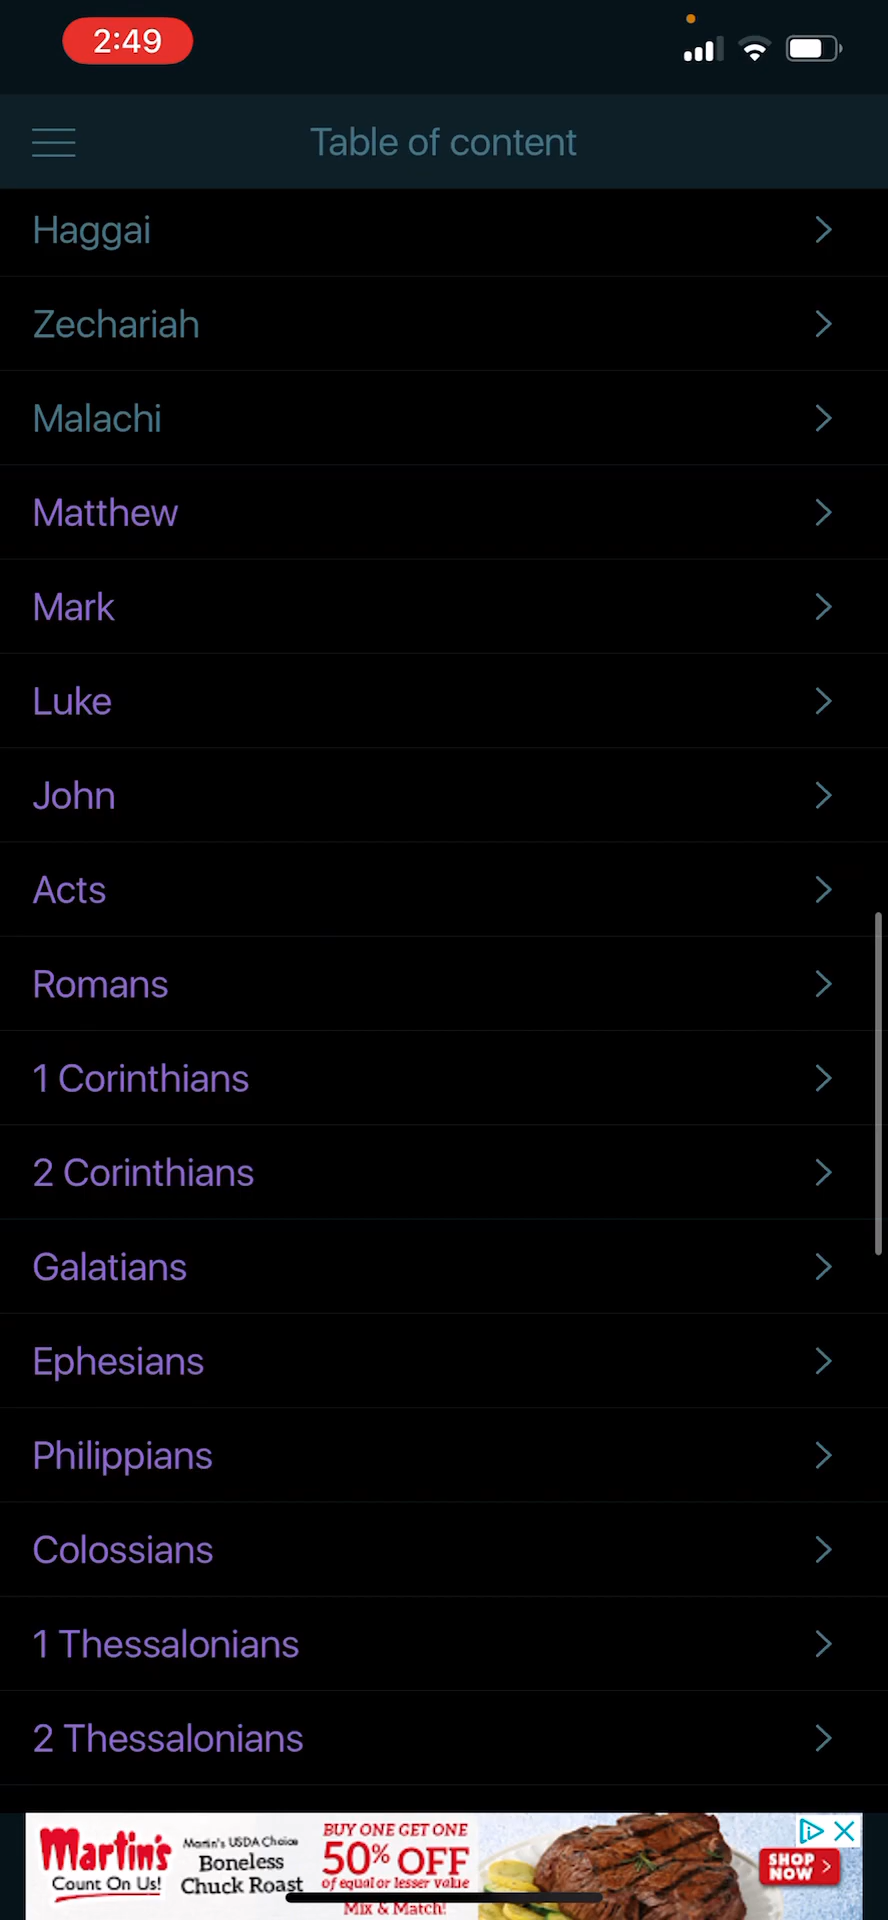 2:49
Table of content
Haggai
Zechariah
Malachi
Matthew
Mark
Luke
John
Acts
Romans
1 Corinthians
2 Corinthians
Galatians
Ephesians
Philippians
Colossians
1 Thessalonians
2 Thessalonians
Martin's
Count On Us!
Martin's USDA Choice
Boneless
Chuck Roast
BUY ONE GET ONE
50% OFF
of equal or lesser value
Mix & Match!
SHOP
NOW